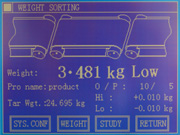 WEIGHT SORTING
Weight: 3.481 kg Low
Pro name: product 0 / P: 10/ 5
Tar Wgt.: 24.695 kg Hi : +0.010 kg
Lo : -0.010 kg
SYS.CONF WEIGHT STUDY RETURN